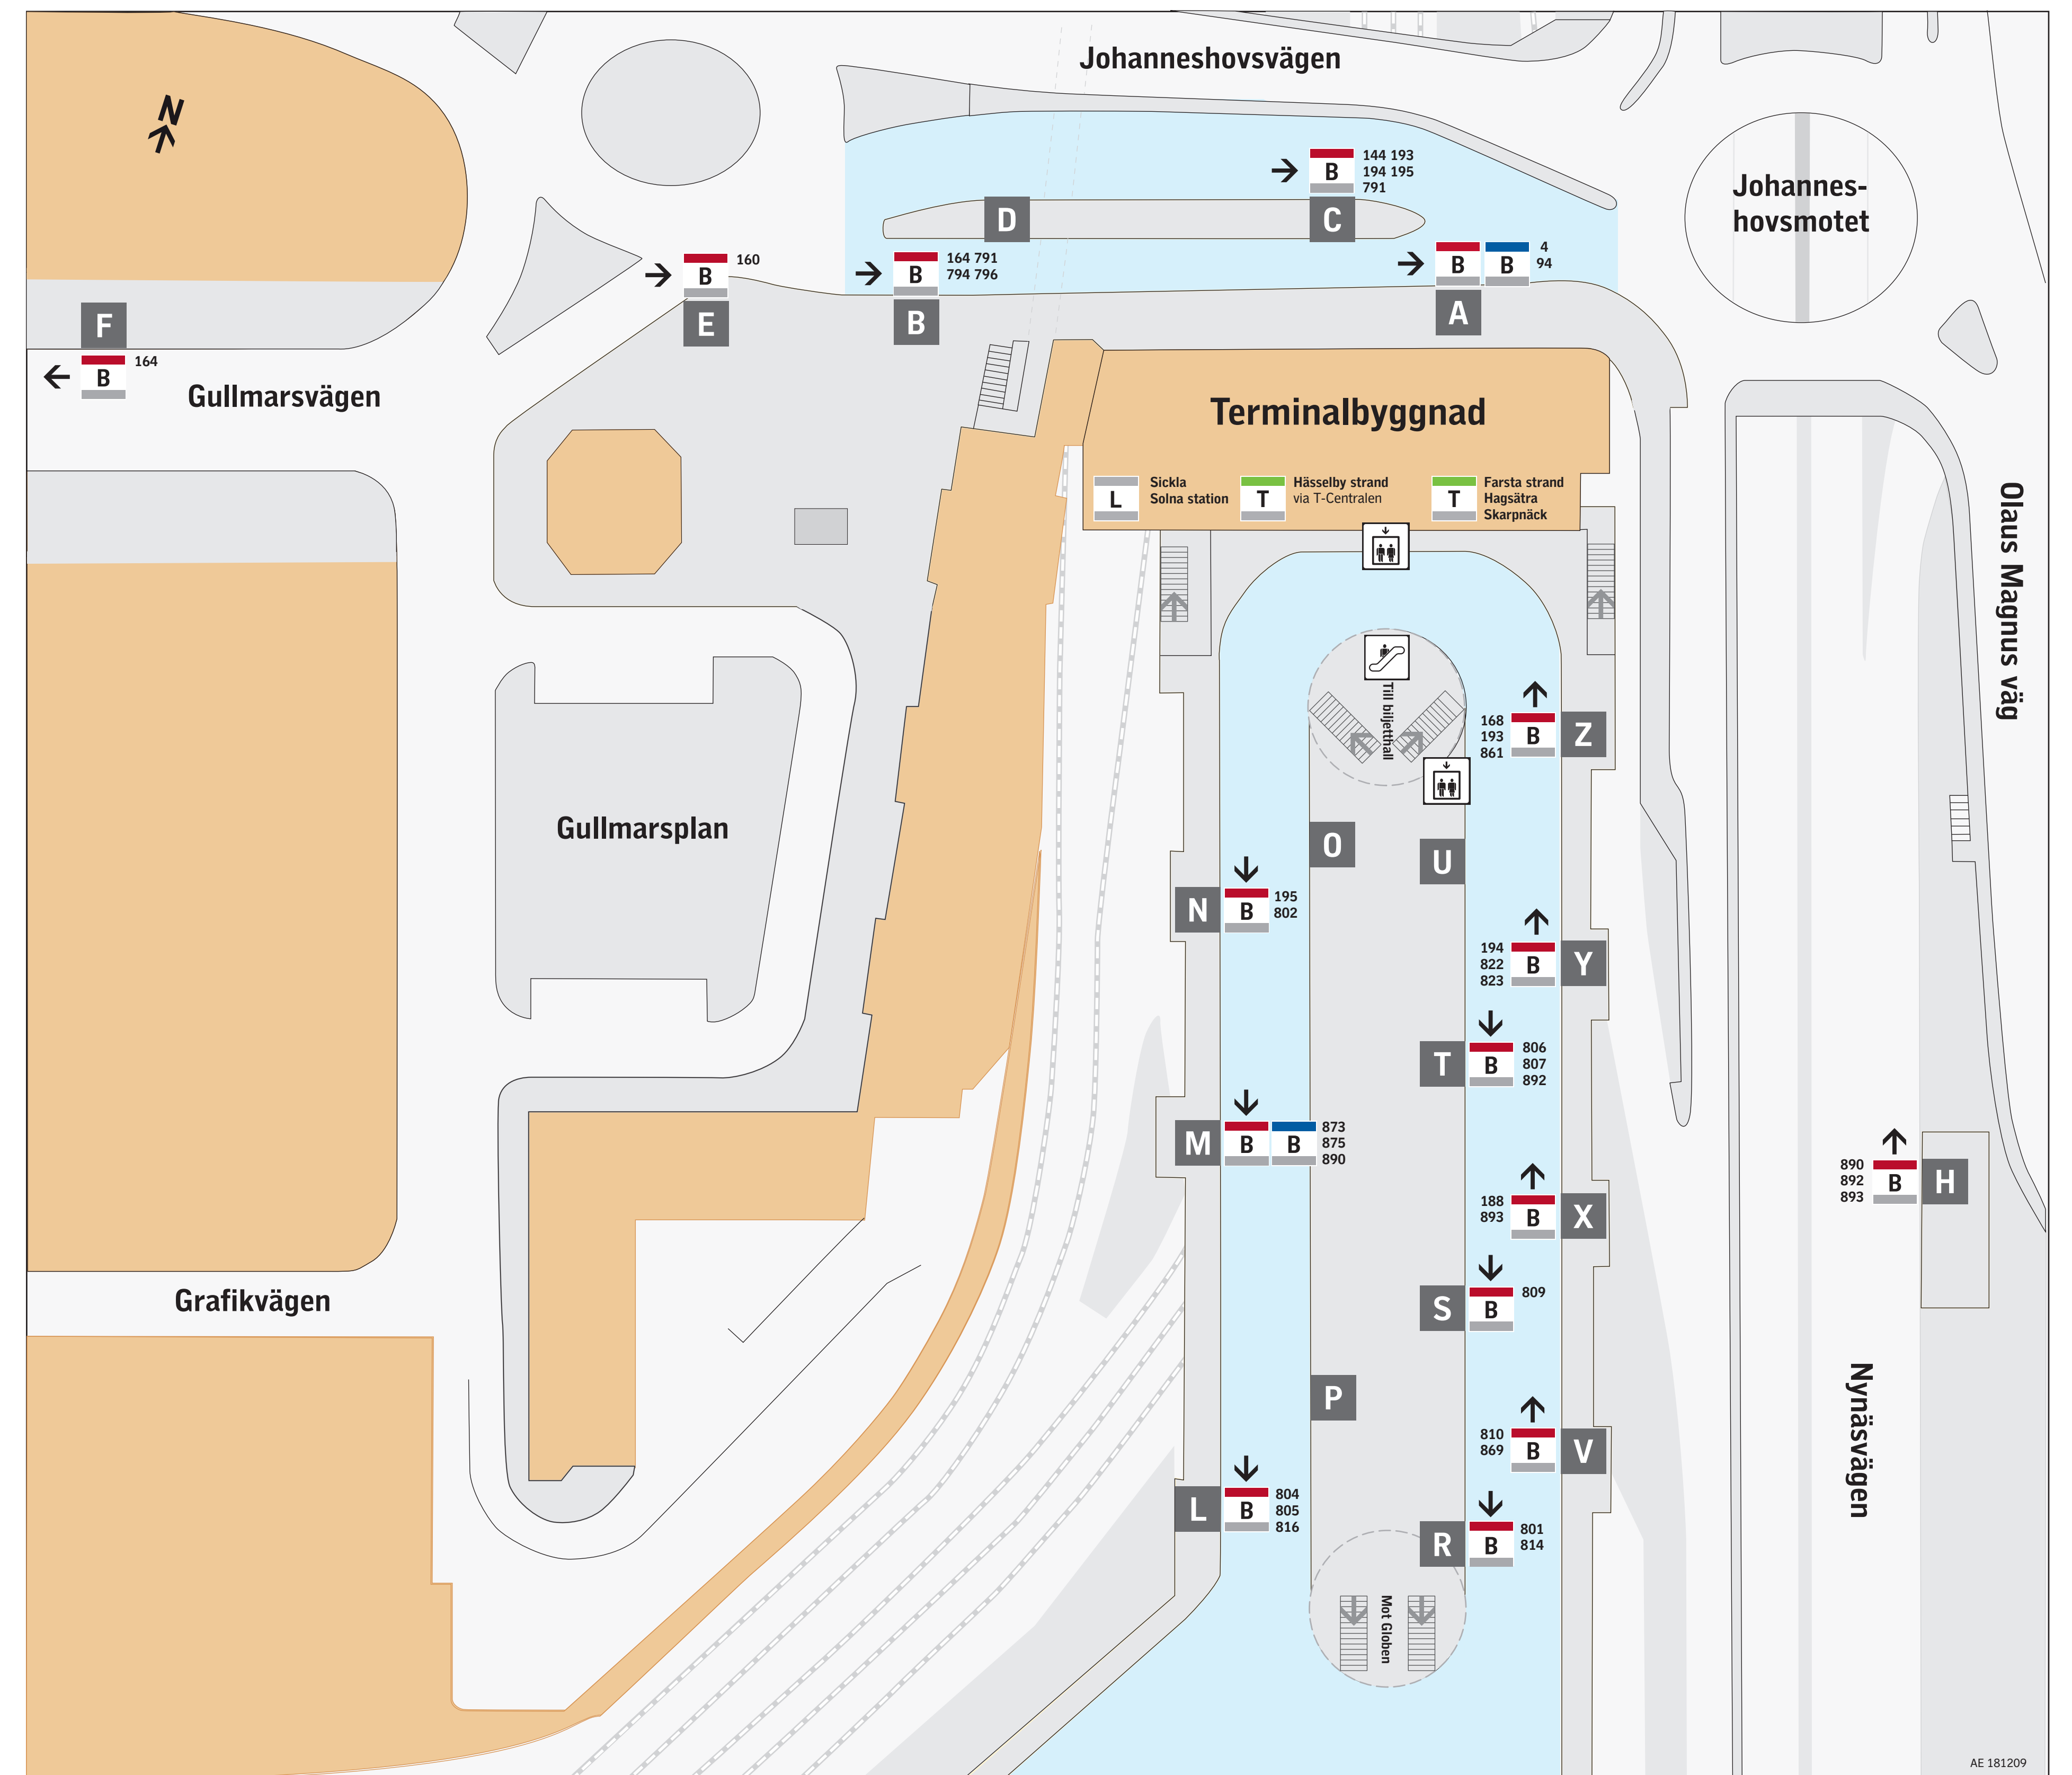 Johanneshovsvägen
N
B
144 193
194 195
791
Johannes-
hovsmotet
D
C
B
160
B
164 791
794 796
B
B
4
94
E
B
A
F
B
164
Gullmarsvägen
Terminalbyggnad
L
Sickla
Solna station
T
Hässelby strand
via T-Centralen
T
Farsta strand
Hagsätra
Skarpnäck
Olaus Magnus väg
Till biljetthall
168
193
861
B
Z
Gullmarsplan
O
U
N
B
195
802
194
822
823
B
Y
T
B
806
807
892
M
B
B
873
875
890
890
892
893
B
H
188
893
B
X
Grafikvägen
S
B
809
P
Nynäsvägen
810
869
B
V
L
B
804
805
816
R
B
801
814
Mot Globen
AE 181209